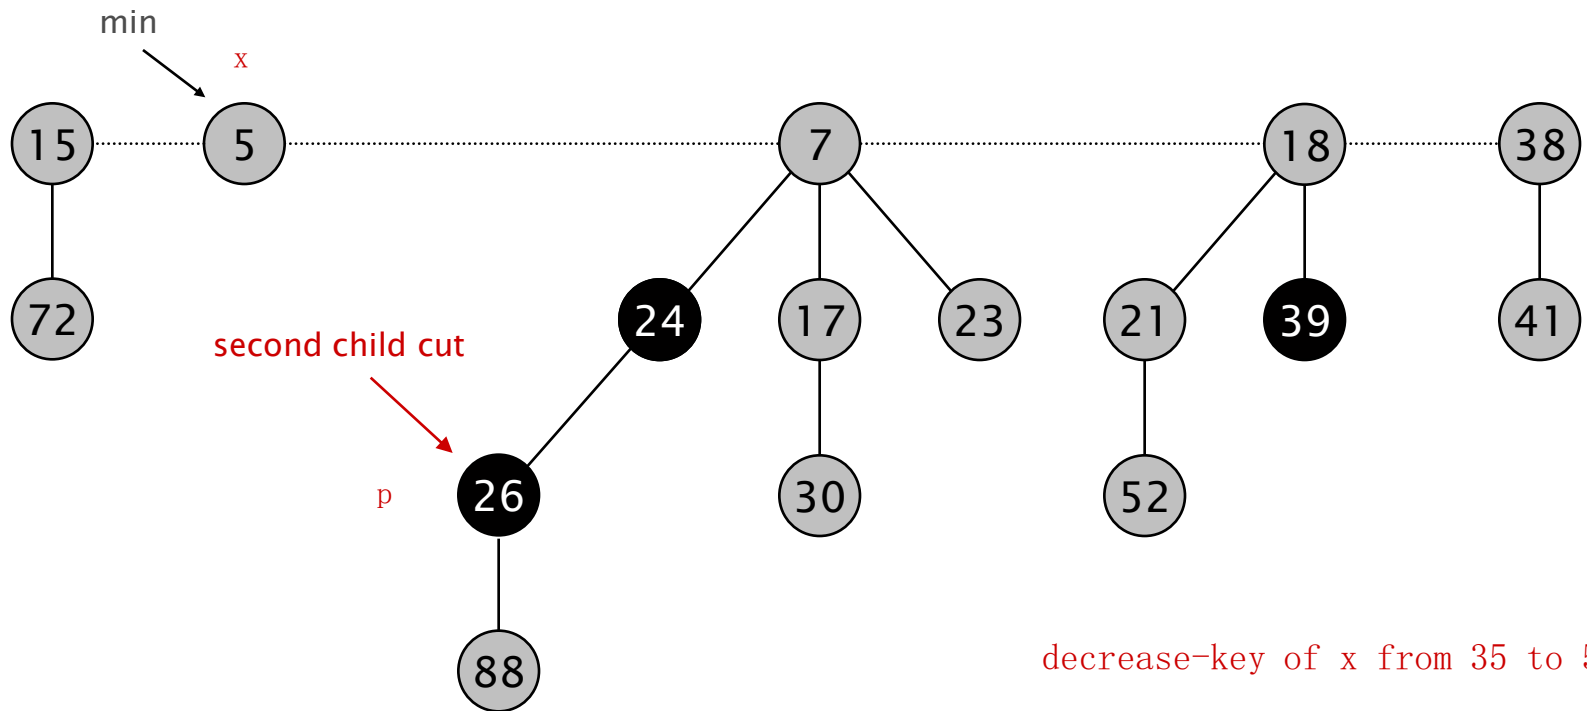 min
x
15 5 7 18 38
72 24 17 23 21 39 41
second child cut
p 26 30 52
88
decrease-key of x from 35 to 5